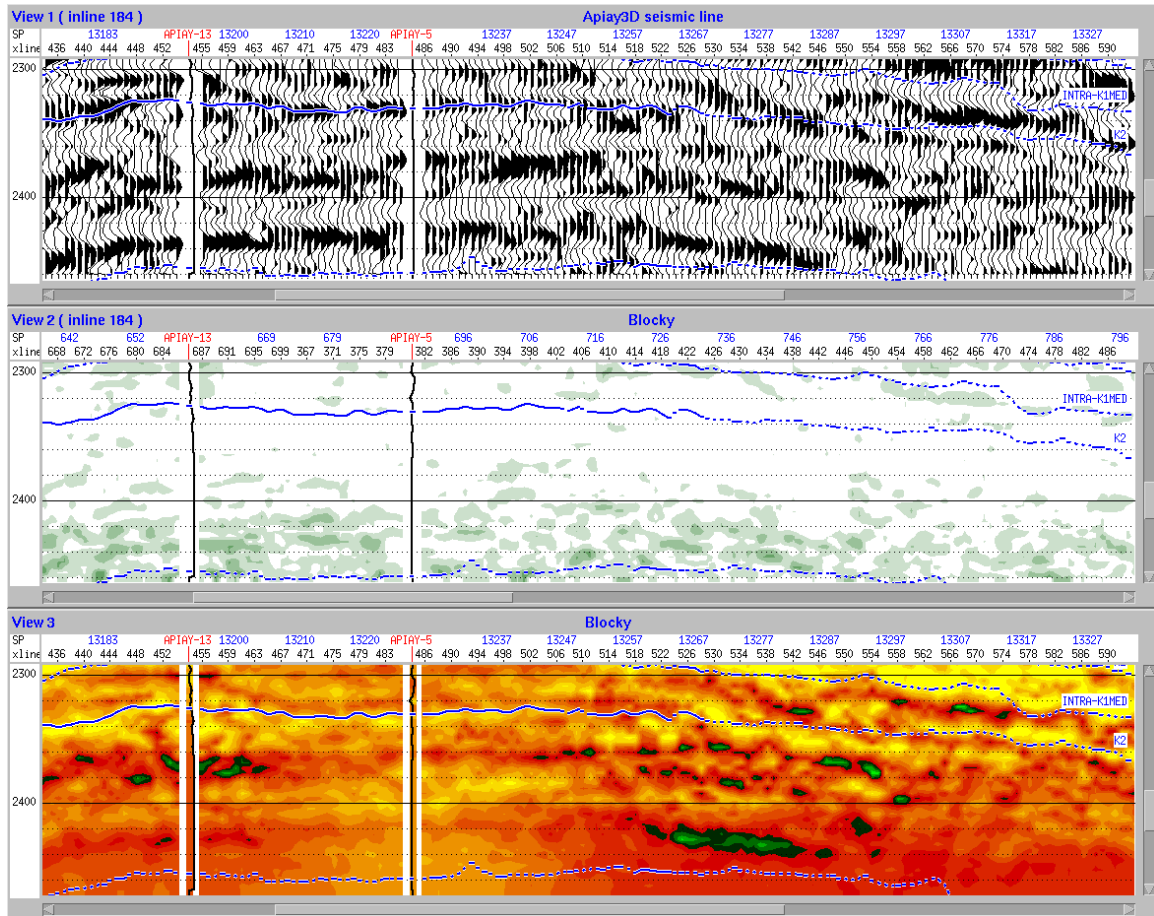 View 1 ( inline 184 ) Apiay3D seismic line
SP 13183 APIAY-13 13200 13210 13220 APIAY-5 13237 13247 13257 13267 13277 13287 13297 13307 13317 13327
xline 436 440 444 448 452 455 459 463 467 471 475 479 483 486 490 494 498 502 506 510 514 518 522 526 530 534 538 542 546 550 554 558 562 566 570 574 578 582 586 590
2300
INTRA-K1MED
K2
2400
View 2 ( inline 184 ) Blocky
SP 642 652 APIAY-13 669 679 APIAY-5 696 706 716 726 736 746 756 766 776 786 796
xline 668 672 676 680 684 687 691 695 699 367 371 375 379 382 386 390 394 398 402 406 410 414 418 422 426 430 434 438 442 446 450 454 458 462 466 470 474 478 482 486
2300
INTRA-K1MED
K2
2400
View 3 Blocky
SP 13183 APIAY-13 13200 13210 13220 APIAY-5 13237 13247 13257 13267 13277 13287 13297 13307 13317 13327
xline 436 440 444 448 452 455 459 463 467 471 475 479 483 486 490 494 498 502 506 510 514 518 522 526 530 534 538 542 546 550 554 558 562 566 570 574 578 582 586 590
2300
INTRA-K1MED
K2
2400